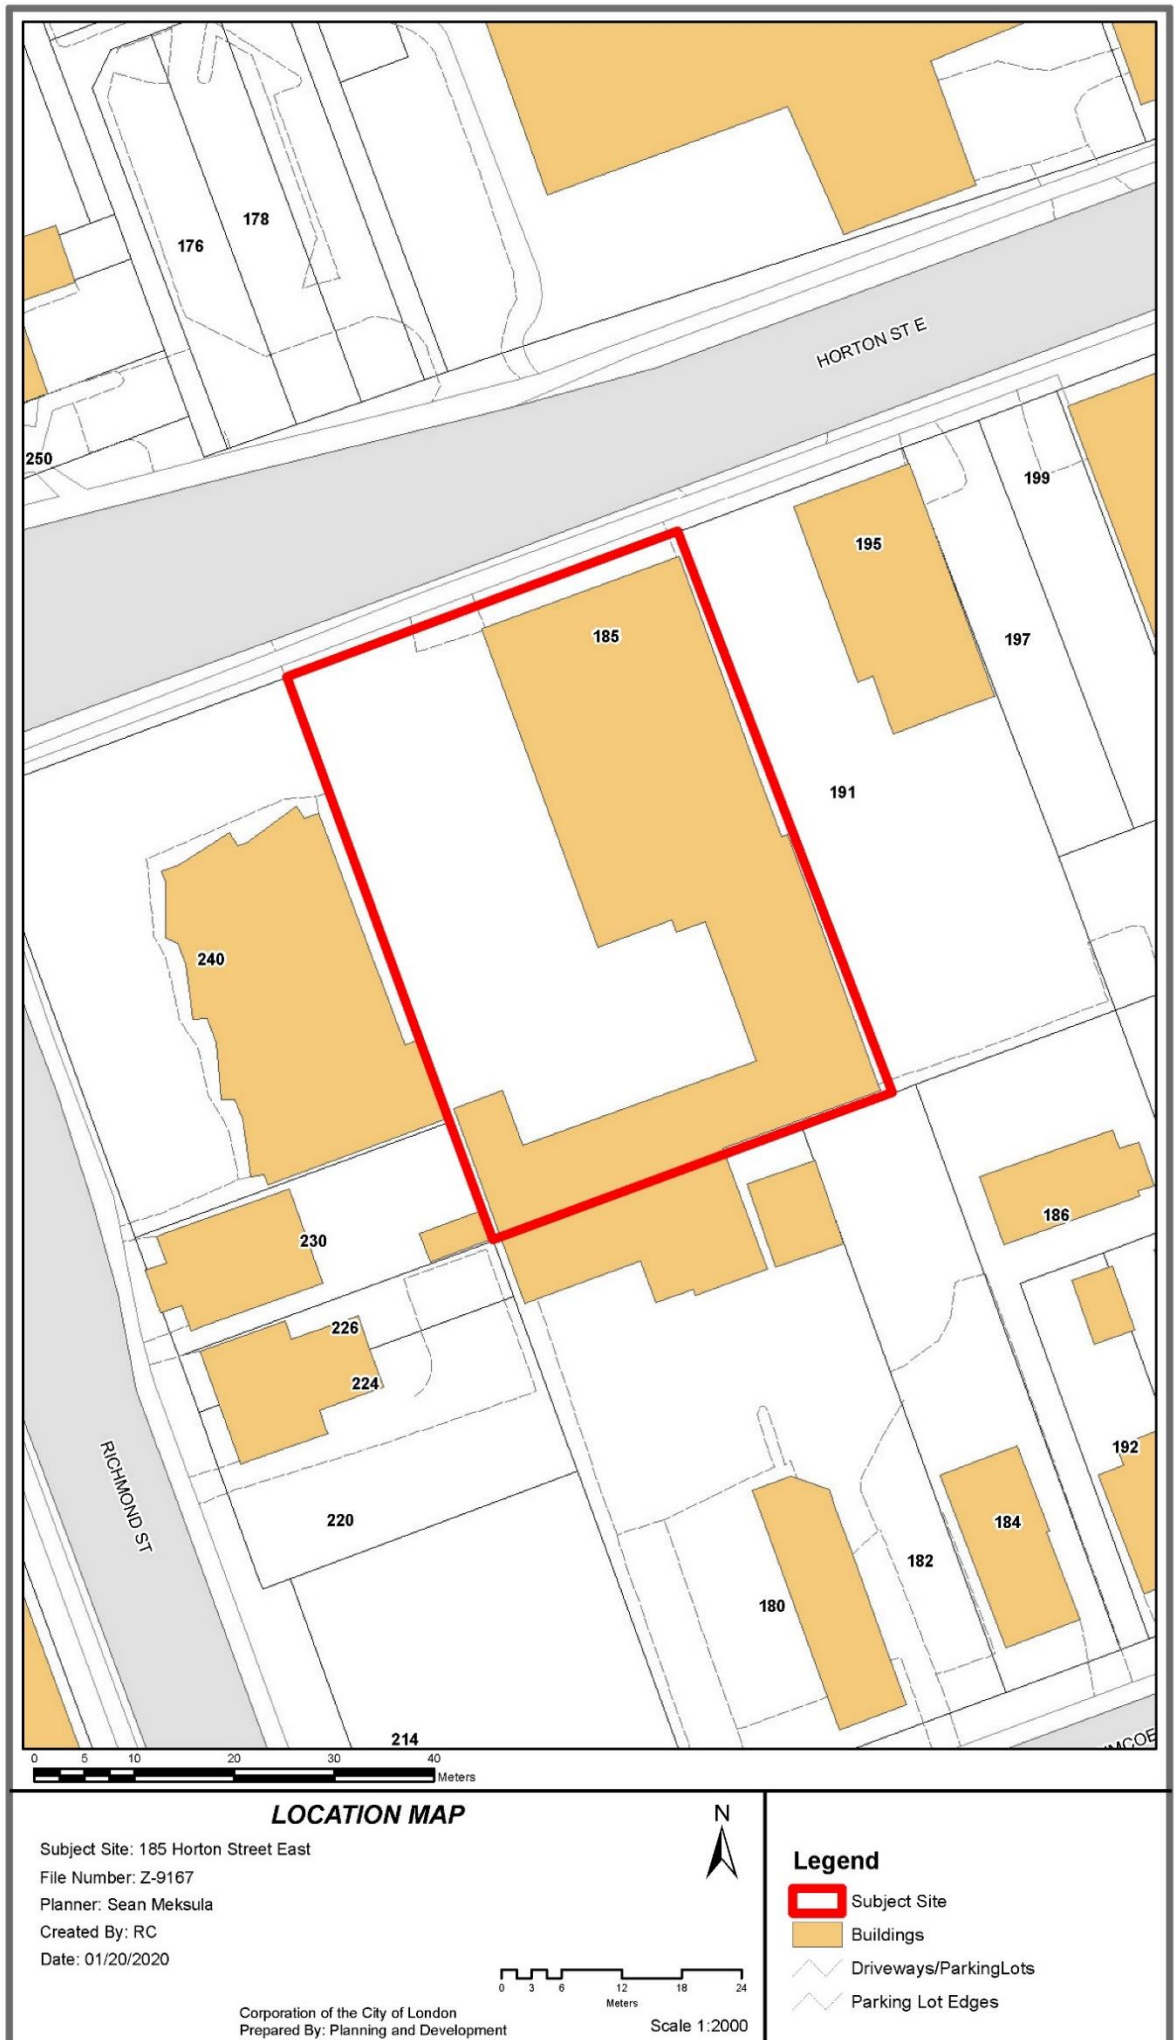 178
176
HORTON ST E
250
199
195
185
197
191
240
186
230
226
224
192
RICHMOND ST
220
184
182
180
214
0 5 10 20 30 40
Meters
LOCATION MAP
N
Subject Site: 185 Horton Street East
File Number: Z-9167
Planner: Sean Meksula
Created By: RC
Date: 01/20/2020
0 3 6 12 18 24
Meters
Corporation of the City of London
Prepared By: Planning and Development
Scale 1:2000
Legend
Subject Site
Buildings
Driveways/ParkingLots
Parking Lot Edges